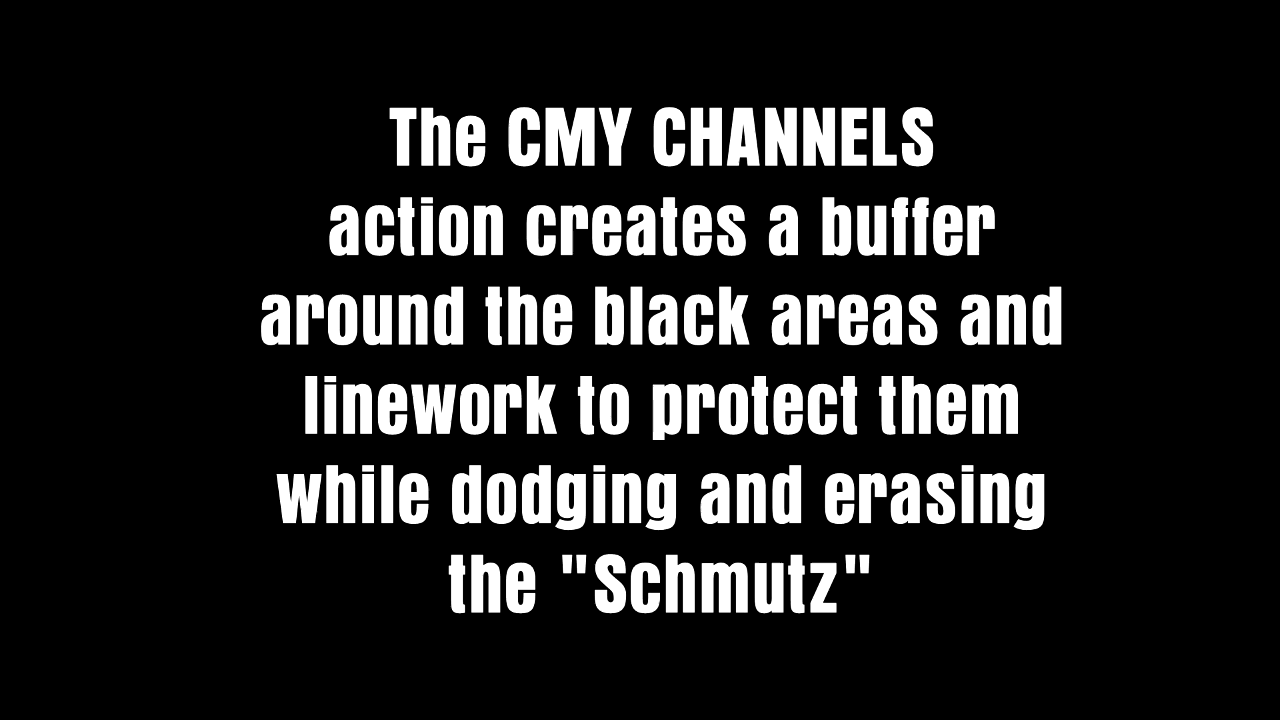 The CMY CHANNELS
action creates a buffer
around the black areas and
linework to protect them
while dodging and erasing
the "Schmutz"